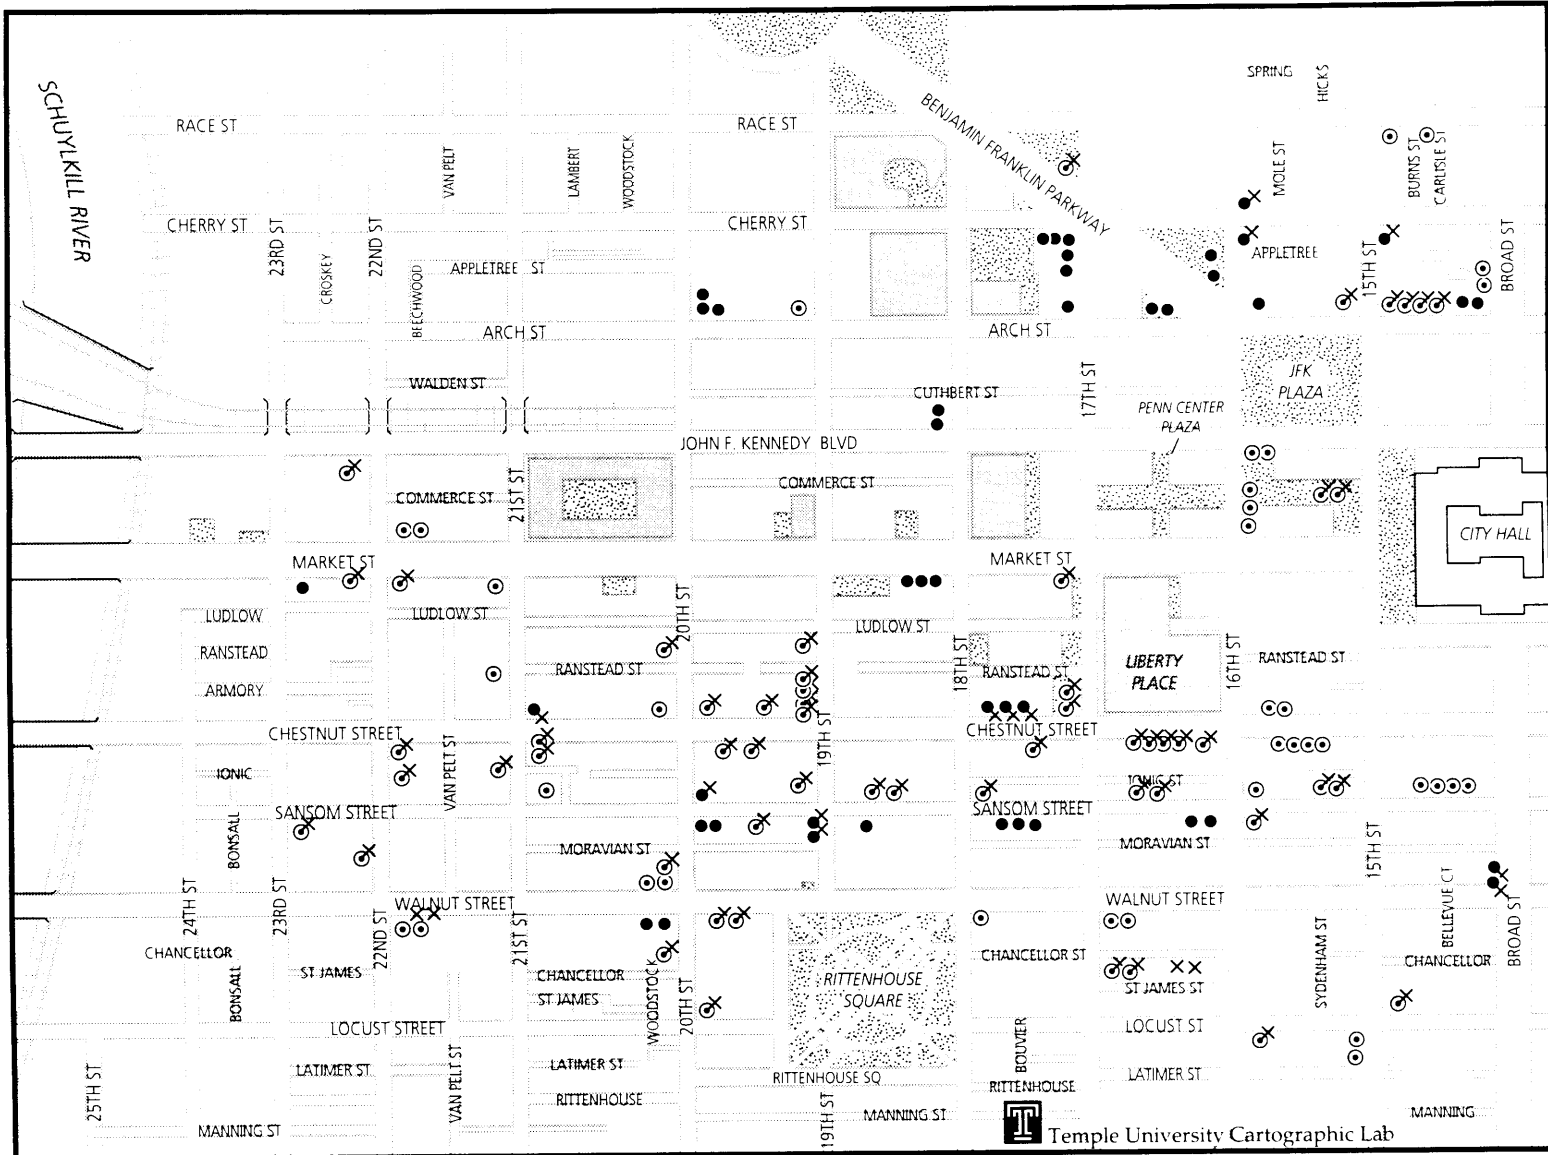 SPRING
HICKS
SCHUYLKILL RIVER
BENJAMIN FRANKLIN PARKWAY
RACE ST
RACE ST
VAN PELT
LAMBERT
WOODSTOCK
MOLE ST
BURNS ST
CARLISLE ST
CHERRY ST
23RD ST
22ND ST
CHERRY ST
CROSKEY
BEECHWOOD
APPLETREE ST
APPLETREE
15TH ST
BROAD ST
ARCH ST
ARCH ST
WALDEN ST
CUTHBERT ST
17TH ST
JFK
PLAZA
PENN CENTER
PLAZA
JOHN F. KENNEDY BLVD
COMMERCE ST
21ST ST
COMMERCE ST
CITY HALL
MARKET ST
MARKET ST
LUDLOW
LUDLOW ST
20TH ST
LUDLOW ST
RANSTEAD
RANSTEAD ST
18TH ST
RANSTEAD ST
LIBERTY
PLACE
16TH ST
RANSTEAD ST
ARMORY
CHESTNUT STREET
VAN PELT ST
19TH ST
CHESTNUT STREET
IONIC
IONIC ST
SANSOM STREET
SANSOM STREET
BONSALL
MORAVIAN ST
MORAVIAN ST
15TH ST
24TH ST
23RD ST
22ND ST
WALNUT STREET
21ST ST
WALNUT STREET
BELLEVUE CT
BROAD ST
CHANCELLOR
BONSALL
ST JAMES
CHANCELLOR
ST JAMES
WOODSTOCK
20TH ST
RITTENHOUSE
SQUARE
CHANCELLOR ST
ST JAMES ST
SYDENHAM ST
CHANCELLOR
LOCUST STREET
BOUVIER
LOCUST ST
25TH ST
LATIMER ST
VAN PELT ST
LATIMER ST
RITTENHOUSE SQ
RITTENHOUSE
LATIMER ST
RITTENHOUSE
19TH ST
MANNING ST
MANNING
MANNING ST
Temple University Cartographic Lab